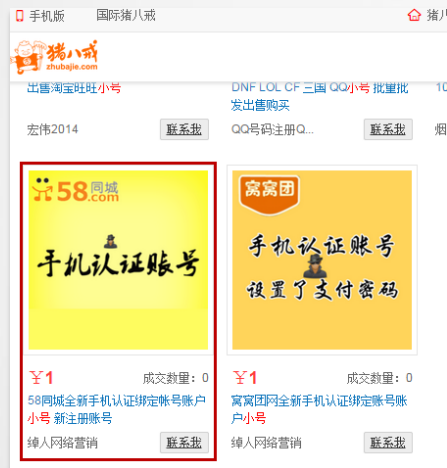 手机版 国际猪八戒 猪八
猪八戒
zhubajie.com
出售淘宝旺旺小号 DNF LOL CF 三国 QQ小号 批量批 10
发出售购买
宏伟2014 联系我 QQ号码注册Q... 联系我 烟
58同城
.com
手机认证账号
窝窝团
手机认证账号
设置了支付密码
￥1 成交数量：0 ￥1 成交数量：0
58同城全新手机认证绑定帐号账户 窝窝团网全新手机认证绑定账号账
小号 新注册账号 户小号
绰人网络营销 联系我 绰人网络营销 联系我